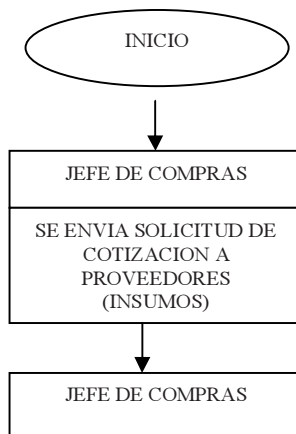 INICIO
JEFE DE COMPRAS
SE ENVIA SOLICITUD DE
COTIZACION A
PROVEEDORES
(INSUMOS)
JEFE DE COMPRAS